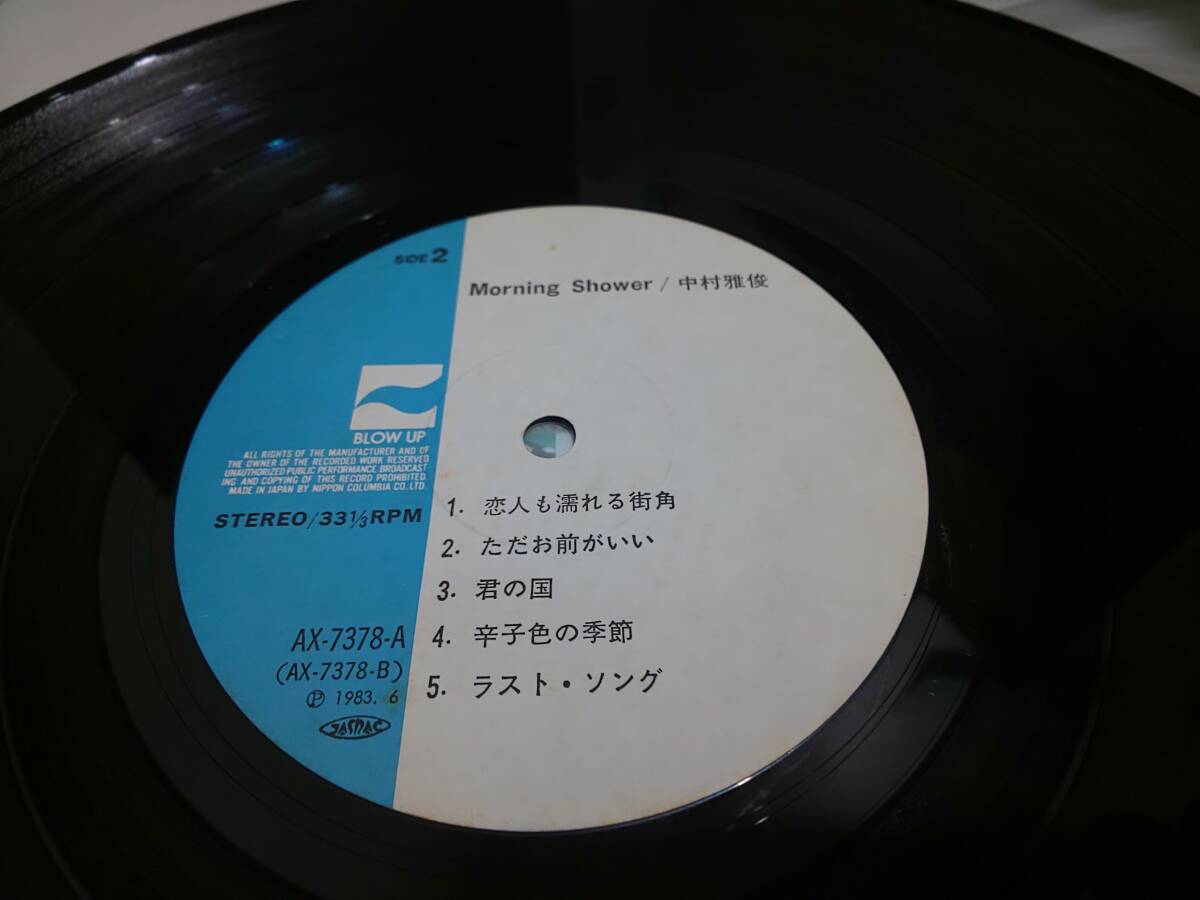 SIDE 2
Morning Shower / 中村雅俊
BLOW UP
ALL RIGHTS OF THE MANUFACTURER AND OF
THE OWNER OF THE RECORDED WORK RESERVED.
UNAUTHORIZED PUBLIC PERFORMANCE BROADCAST
ING AND COPYING OF THIS RECORD PROHIBITED.
MADE IN JAPAN BY NIPPON COLUMBIA CO.,LTD.
STEREO/33 1/3 RPM
1. 恋人も濡れる街角
2. ただお前がいい
3. 君の国
4. 辛子色の季節
5. ラスト・ソング
AX-7378-A
(AX-7378-B)
Ⓟ 1983. 6
JASRAC